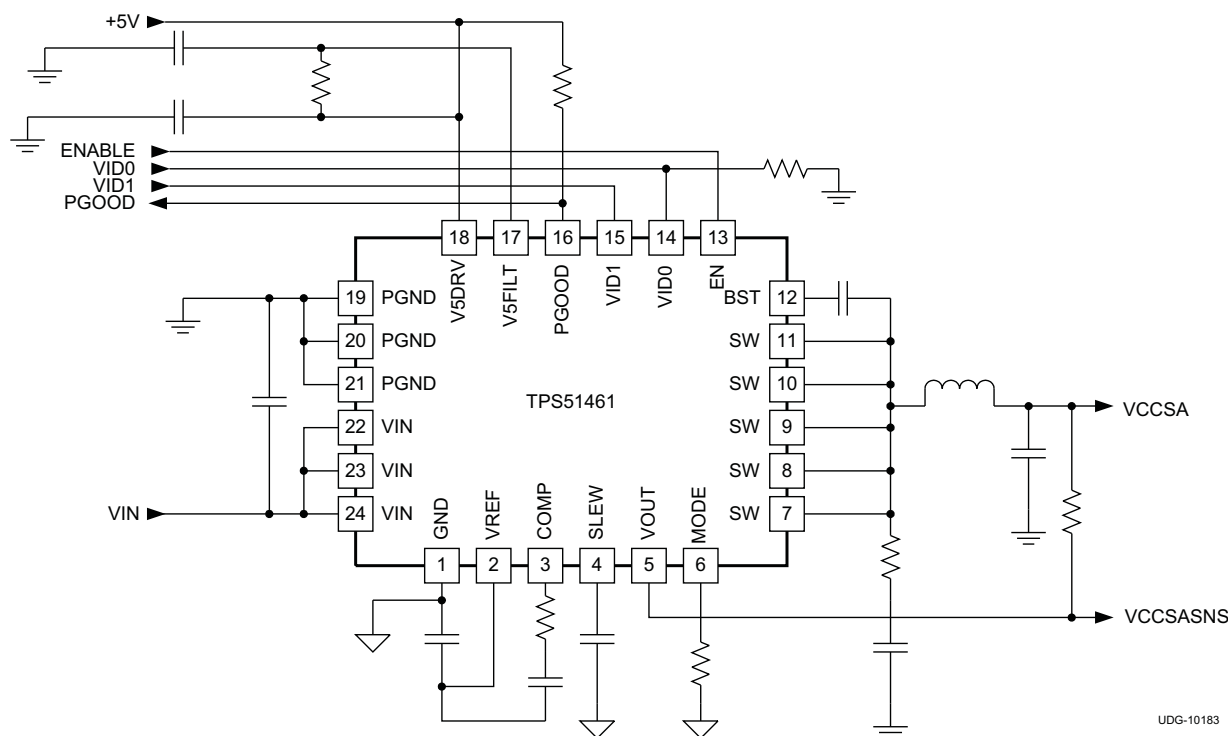 +5V
ENABLE
VID0
VID1
PGOOD
18
17
16
15
14
13
V5DRV
V5FILT
PGOOD
VID1
VID0
EN
19 PGND
20 PGND
21 PGND
22 VIN
23 VIN
24 VIN
VIN
TPS51461
BST 12
SW 11
SW 10
SW 9
SW 8
SW 7
VCCSA
VCCSASNS
GND
VREF
COMP
SLEW
VOUT
MODE
1
2
3
4
5
6
UDG-10183